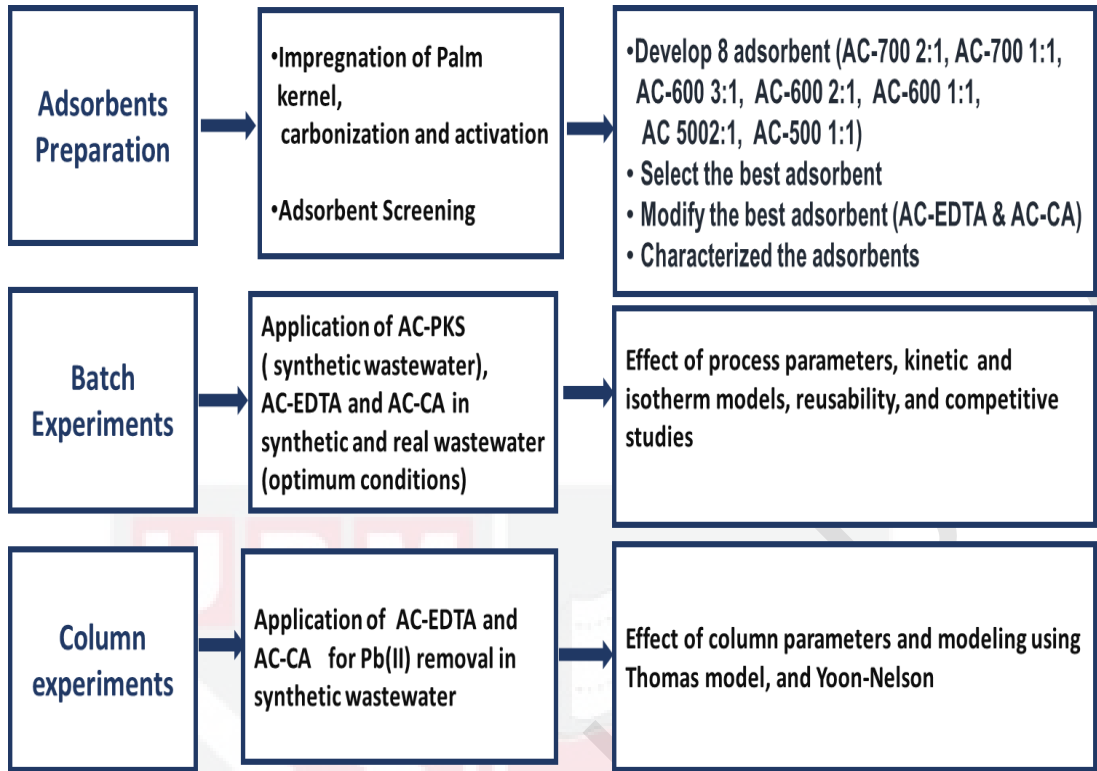 Adsorbents
Preparation
•Impregnation of Palm
kernel,
carbonization and activation
•Adsorbent Screening
•Develop 8 adsorbent (AC-700 2:1, AC-700 1:1,
AC-600 3:1, AC-600 2:1, AC-600 1:1,
AC 5002:1, AC-500 1:1)
• Select the best adsorbent
• Modify the best adsorbent (AC-EDTA & AC-CA)
• Characterized the adsorbents
Batch
Experiments
Application of AC-PKS
( synthetic wastewater),
AC-EDTA and AC-CA in
synthetic and real wastewater
(optimum conditions)
Effect of process parameters, kinetic and
isotherm models, reusability, and competitive
studies
Column
experiments
Application of AC-EDTA and
AC-CA for Pb(II) removal in
synthetic wastewater
Effect of column parameters and modeling using
Thomas model, and Yoon-Nelson
UPM